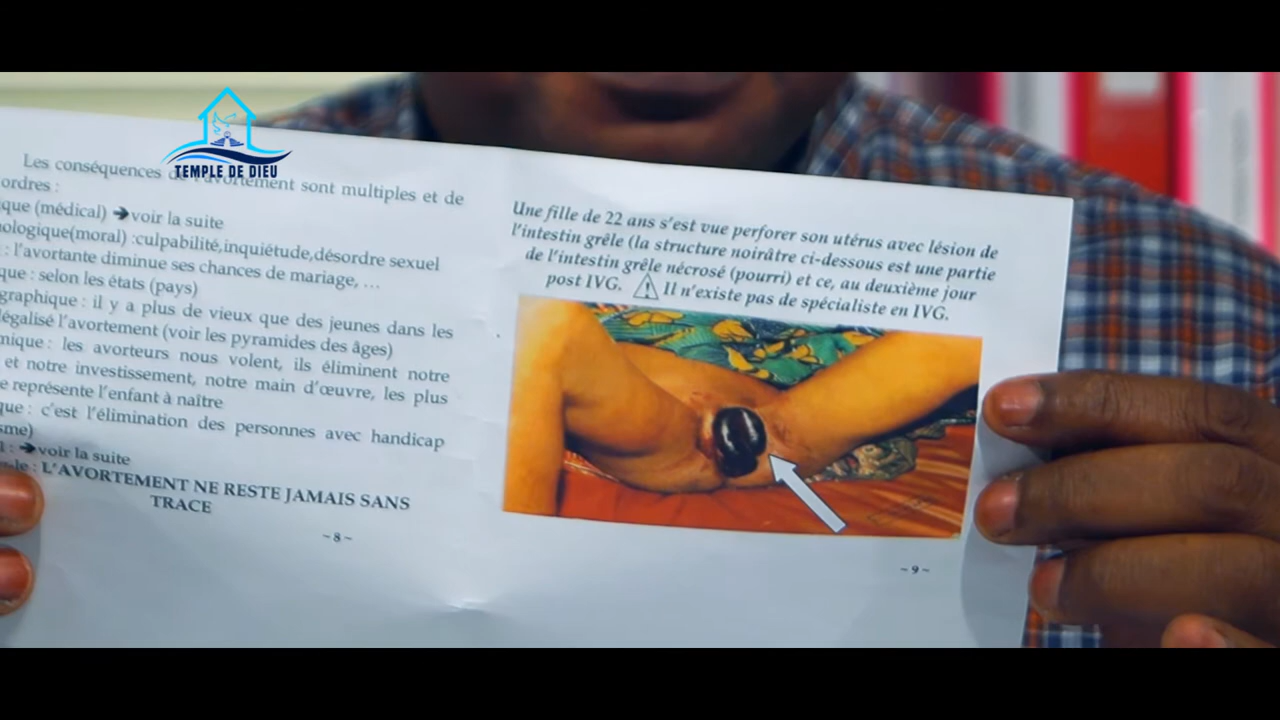 TEMPLE DE DIEU
Les conséquences de l'avortement sont multiples et de
ordres :
que (médical) ➔voir la suite
ologique(moral) :culpabilité,inquiétude,désordre sexuel
: l'avortante diminue ses chances de mariage, …
que : selon les états (pays)
graphique : il y a plus de vieux que des jeunes dans les
légalisé l'avortement (voir les pyramides des âges)
mique : les avorteurs nous volent, ils éliminent notre
et notre investissement, notre main d'œuvre, les plus
e représente l'enfant à naître
que : c'est l'élimination des personnes avec handicap
sme)
l : ➔voir la suite
le : L'AVORTEMENT NE RESTE JAMAIS SANS
TRACE
~8~
Une fille de 22 ans s'est vue perforer son utérus avec lésion de
l'intestin grêle (la structure noirâtre ci-dessous est une partie
de l'intestin grêle nécrosé (pourri) et ce, au deuxième jour
post IVG. ⚠ Il n'existe pas de spécialiste en IVG.
~9~